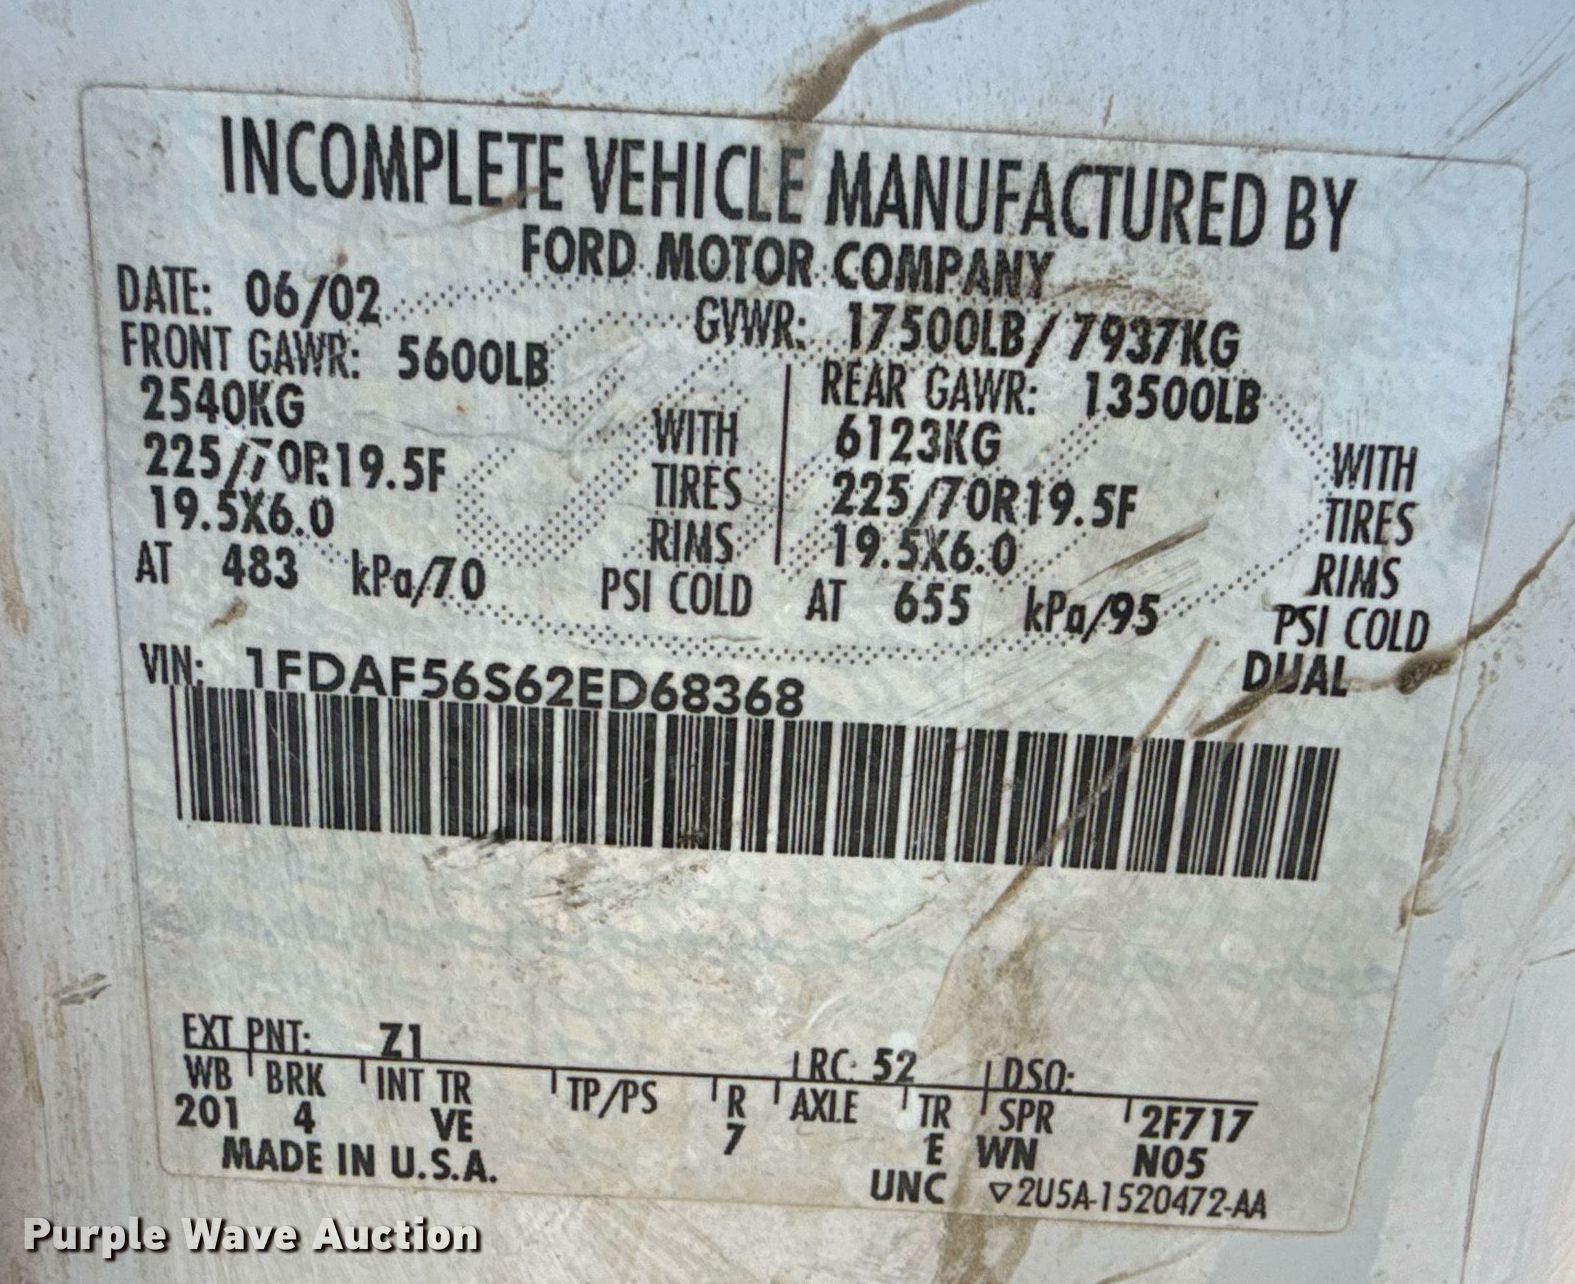 INCOMPLETE VEHICLE MANUFACTURED BY
FORD MOTOR COMPANY
DATE: 06/02
GVWR: 17500LB/7937KG
FRONT GAWR: 5600LB
2540KG
WITH
225/70R19.5F
TIRES
19.5X6.0
RIMS
AT 483 kPa/70 PSI COLD
REAR GAWR: 13500LB
6123KG
WITH
225/70R19.5F
TIRES
19.5X6.0
RIMS
AT 655 kPa/95 PSI COLD
DUAL
VIN: 1FDAF56S62ED68368
EXT PNT: Z1 RC: 52 DSO:
WB BRK INT TR TP/PS R AXLE TR SPR 2F717
201 4 VE 7 E WN N05
MADE IN U.S.A.
UNC ▽2U5A-1520472-AA
Purple Wave Auction